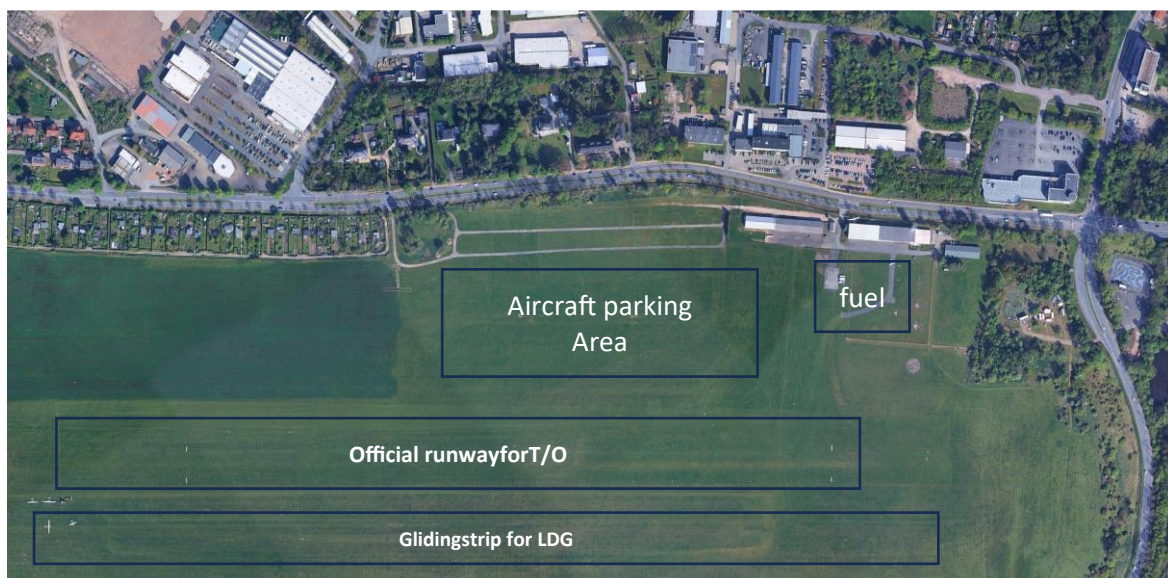 Aircraft parking
Area
fuel
Official runwayforT/O
Glidingstrip for LDG